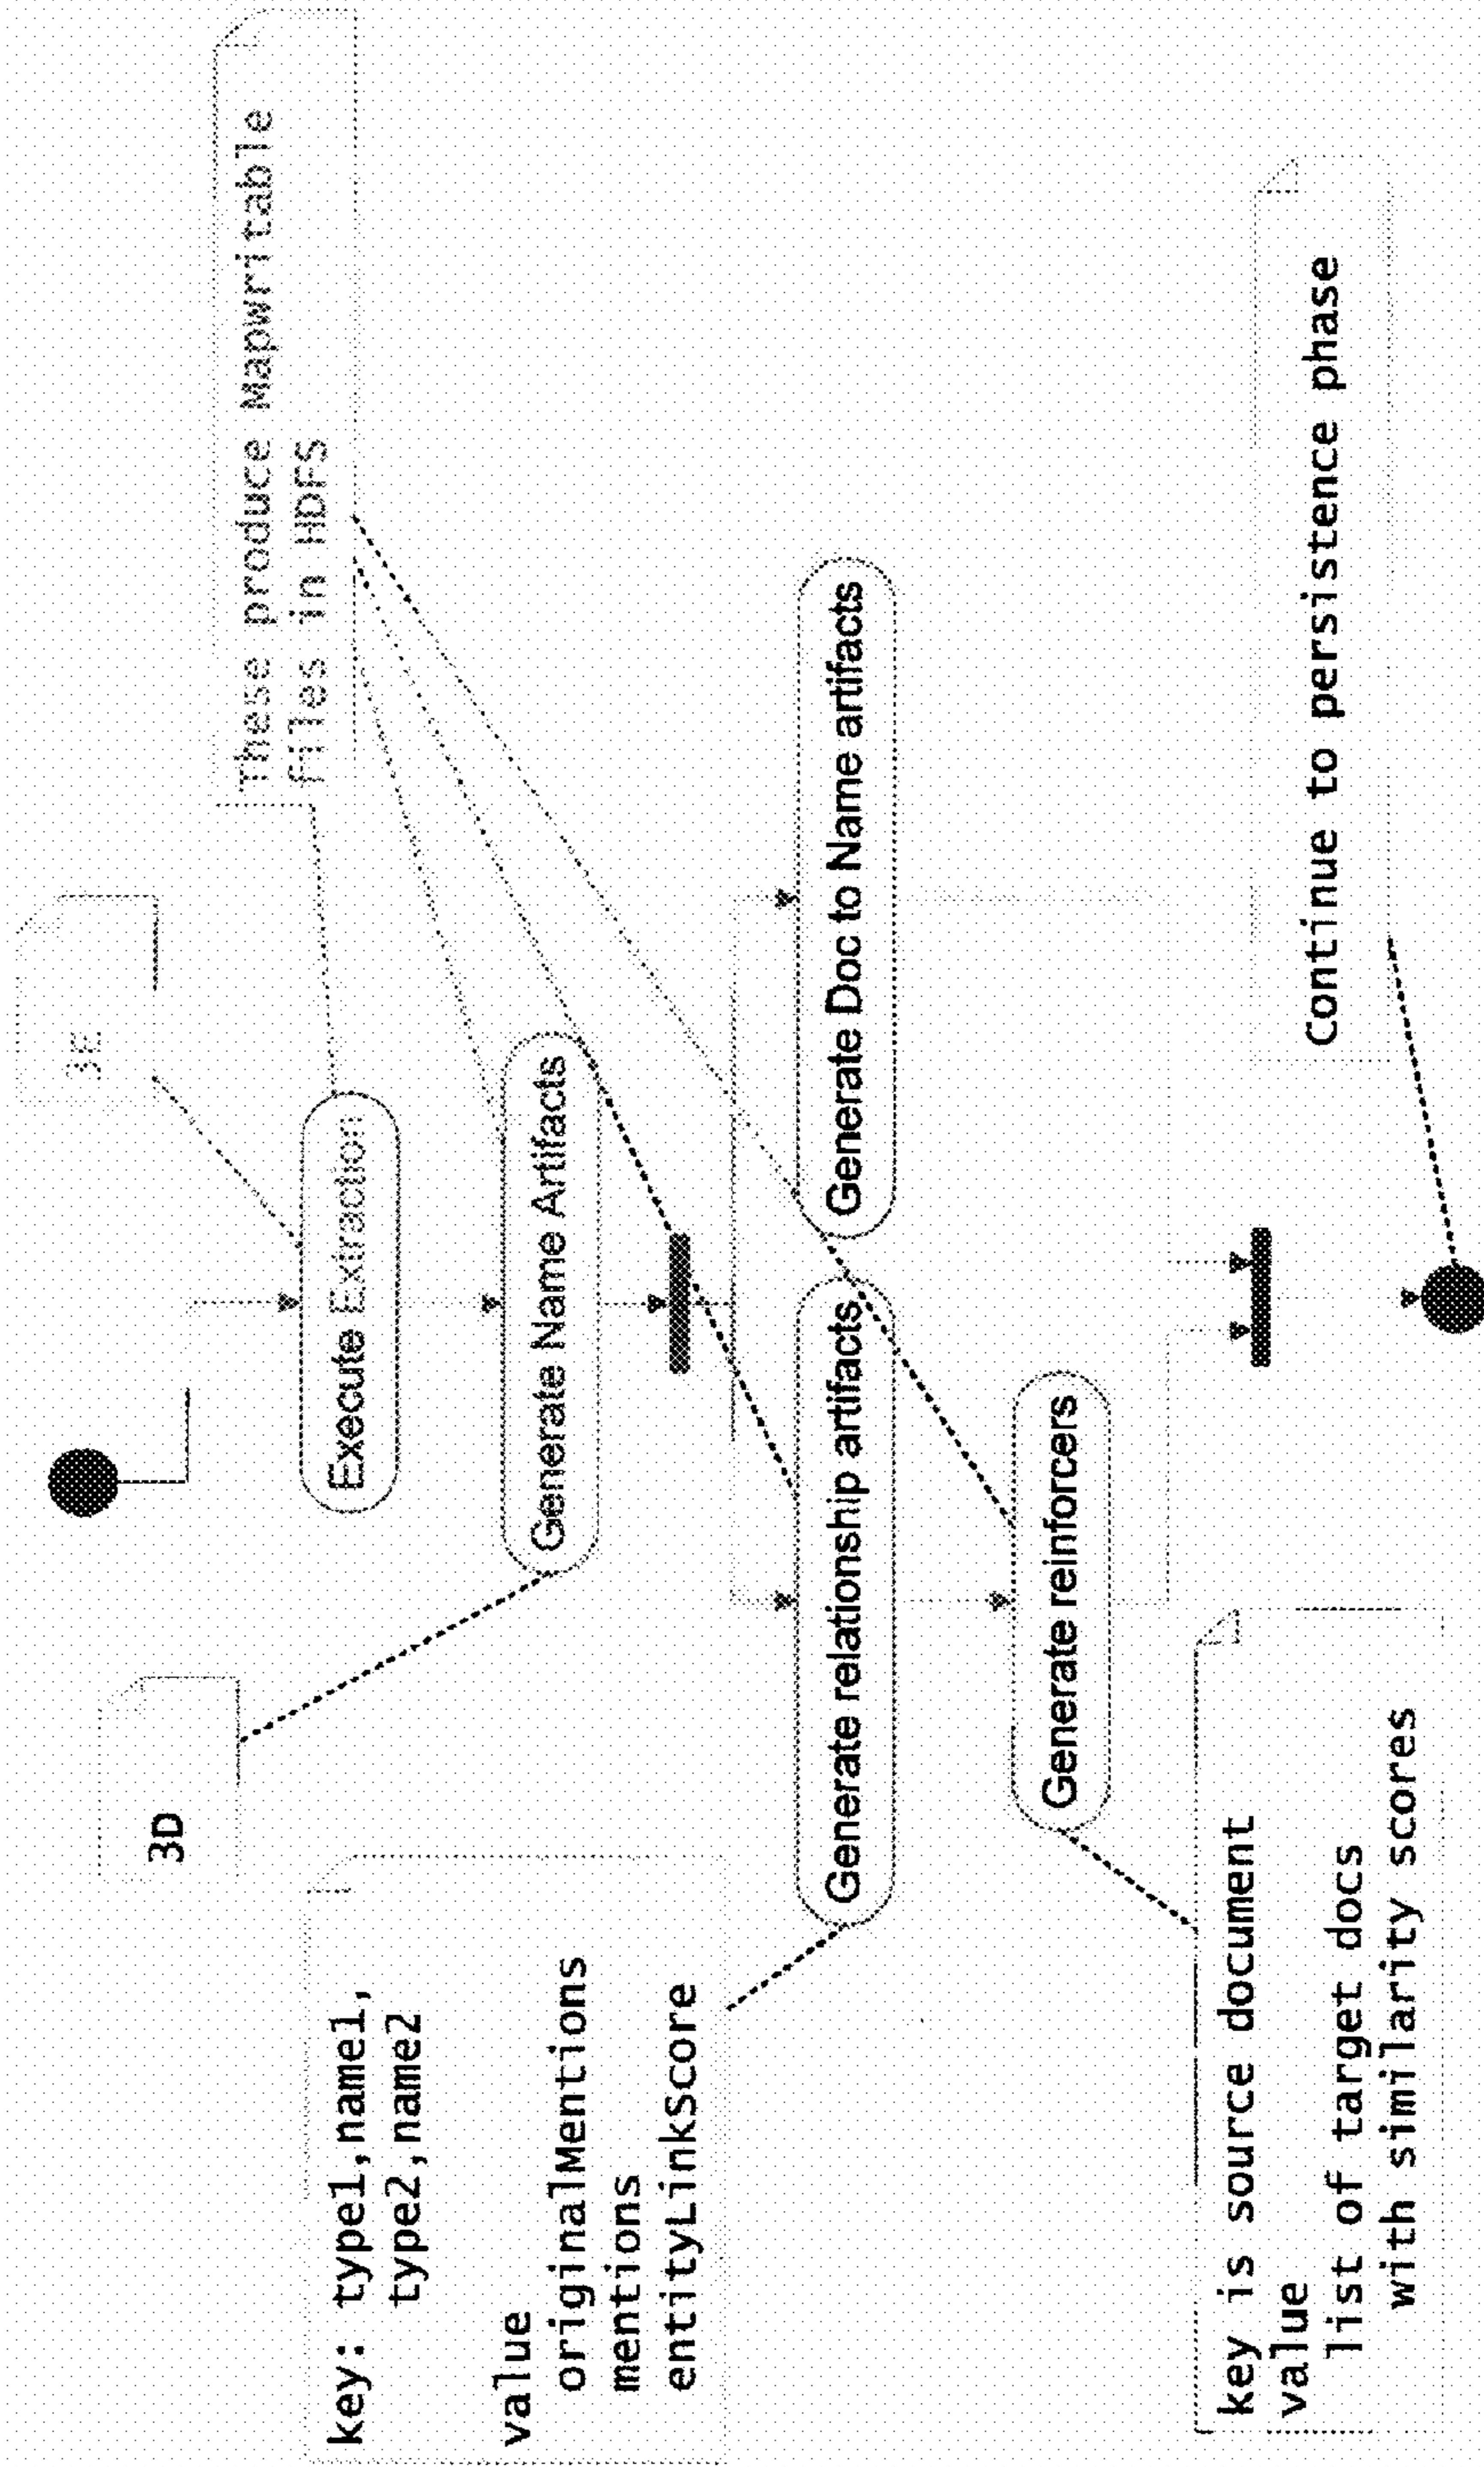 3E
These produce MapWritable
files in HDFS
3D
Execute Extraction
key: type1,name1,
type2,name2
value
originalMentions
mentions
entityLinkScore
Generate Name Artifacts
Generate relationship artifacts
Generate Doc to Name artifacts
Generate reinforcers
key is source document
value
list of target docs
with similarity scores
Continue to persistence phase